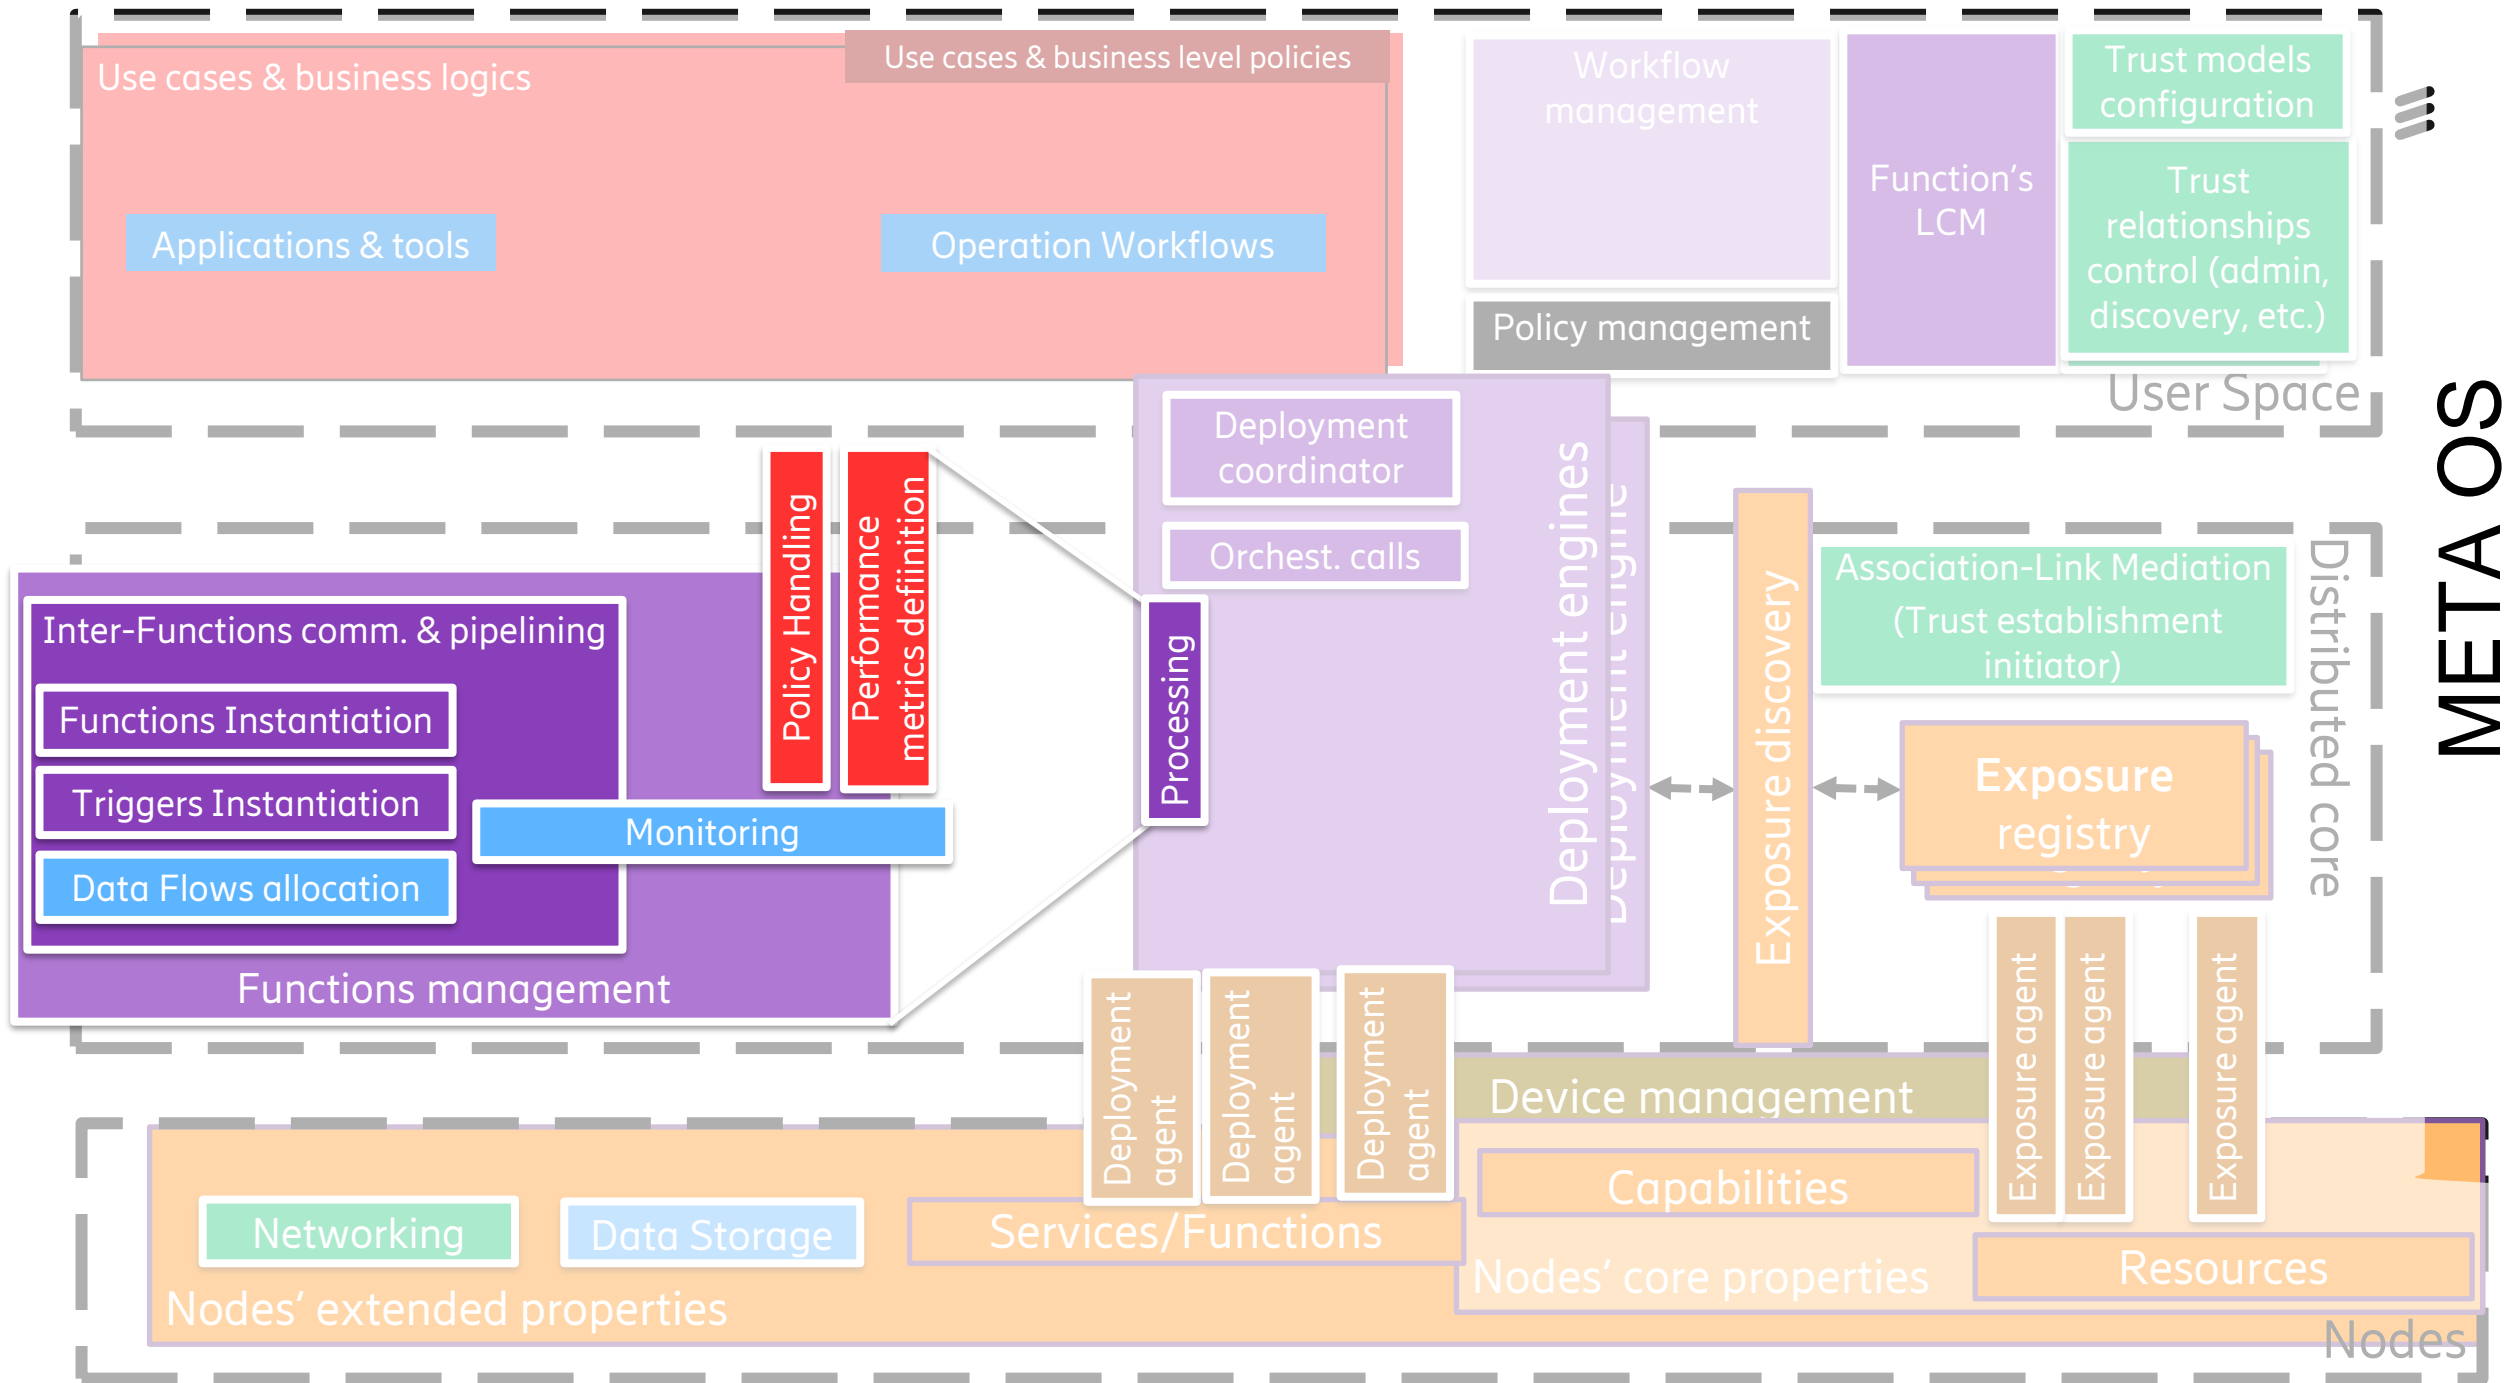 Use cases & business level policies
Use cases & business logics
Applications & tools
Operation Workflows
Workflow
management
Policy management
Function’s
LCM
Trust models
configuration
Trust
relationships
control (admin,
discovery, etc.)
User Space
META OS
Deployment
coordinator
Orchest. calls
Deployment engines
Deployment engine
Processing
Policy Handling
Performance
metrics defiinition
Inter-Functions comm. & pipelining
Functions Instantiation
Triggers Instantiation
Data Flows allocation
Monitoring
Functions management
Exposure discovery
Association-Link Mediation
(Trust establishment
initiator)
Exposure
registry
Distributed core
Deployment
agent
Deployment
agent
Deployment
agent
Exposure agent
Exposure agent
Exposure agent
Device management
Capabilities
Networking
Data Storage
Services/Functions
Nodes’ core properties
Resources
Nodes’ extended properties
Nodes